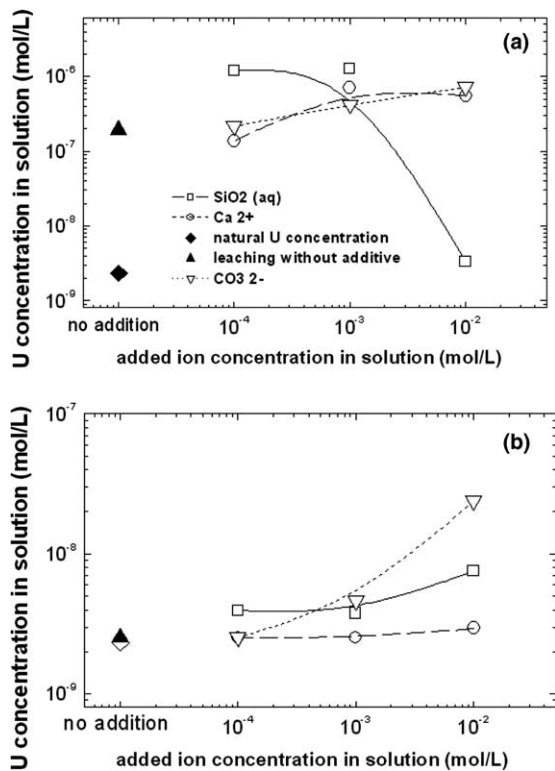 (a)
U concentration in solution (mol/L)
10⁻⁶
10⁻⁷
10⁻⁸
10⁻⁹
SiO2 (aq)
Ca 2+
natural U concentration
leaching without additive
CO3 2-
no addition 10⁻⁴ 10⁻³ 10⁻²
added ion concentration in solution (mol/L)
(b)
U concentration in solution (mol/L)
10⁻⁷
10⁻⁸
10⁻⁹
no addition 10⁻⁴ 10⁻³ 10⁻²
added ion concentration in solution (mol/L)